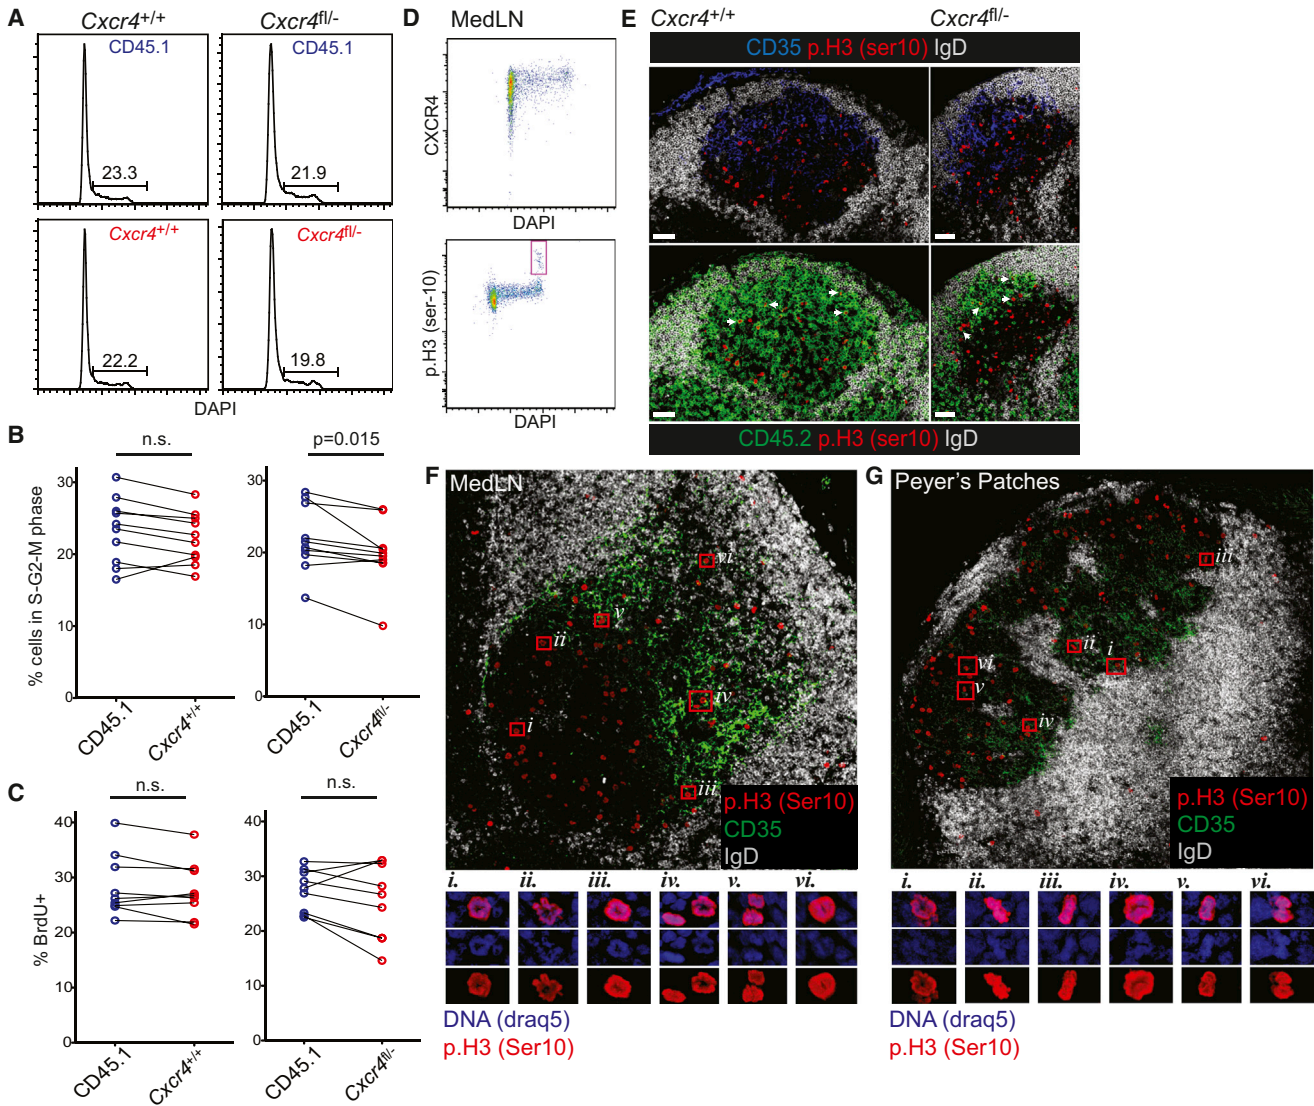 A
Cxcr4+/+
Cxcr4fl/-
CD45.1
CD45.1
23.3
21.9
Cxcr4+/+
Cxcr4fl/-
22.2
19.8
DAPI
B
n.s.
p=0.015
% cells in S-G2-M phase
30
20
10
0
30
20
10
0
CD45.1
Cxcr4+/+
CD45.1
Cxcr4fl/-
C
n.s.
n.s.
% BrdU+
40
30
20
10
0
40
30
20
10
0
CD45.1
Cxcr4+/+
CD45.1
Cxcr4fl/-
D
MedLN
CXCR4
DAPI
p.H3 (ser-10)
DAPI
E
Cxcr4+/+
Cxcr4fl/-
CD35 p.H3 (ser10) IgD
CD45.2 p.H3 (ser10) IgD
F
MedLN
vi
v
ii
iv
i
iii
p.H3 (Ser10)
CD35
IgD
i.
ii.
iii.
iv.
v.
vi.
DNA (draq5)
p.H3 (Ser10)
G
Peyer's Patches
iii
ii
i
vi
v
iv
p.H3 (Ser10)
CD35
IgD
i.
ii.
iii.
iv.
v.
vi.
DNA (draq5)
p.H3 (Ser10)